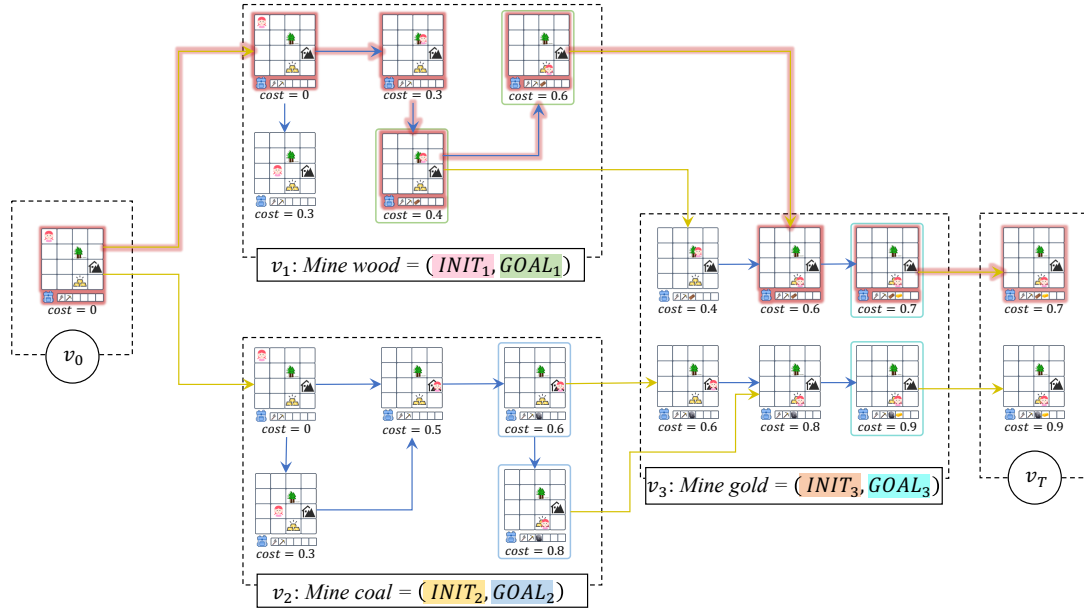 cost = 0
cost = 0.3
cost = 0.6
cost = 0.3
cost = 0.4
v₁: Mine wood = (INIT₁, GOAL₁)
cost = 0
v₀
cost = 0.4
cost = 0.6
cost = 0.7
cost = 0.7
cost = 0
cost = 0.5
cost = 0.6
cost = 0.6
cost = 0.8
cost = 0.9
cost = 0.9
cost = 0.3
cost = 0.8
v₃: Mine gold = (INIT₃, GOAL₃)
v_T
v₂: Mine coal = (INIT₂, GOAL₂)